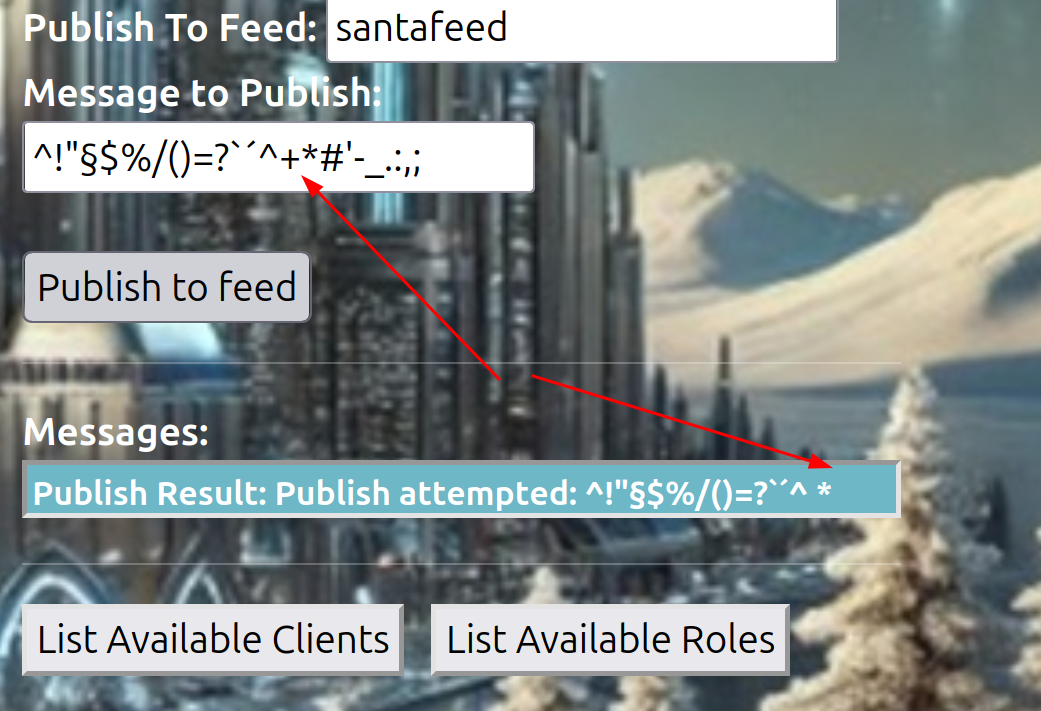 Publish To Feed: santafeed
Message to Publish:
^!"§$%/()=?`´^+*#'-_.:,;
Publish to feed
Messages:
Publish Result: Publish attempted: ^!"§$%/()=?`´^ *
List Available Clients List Available Roles